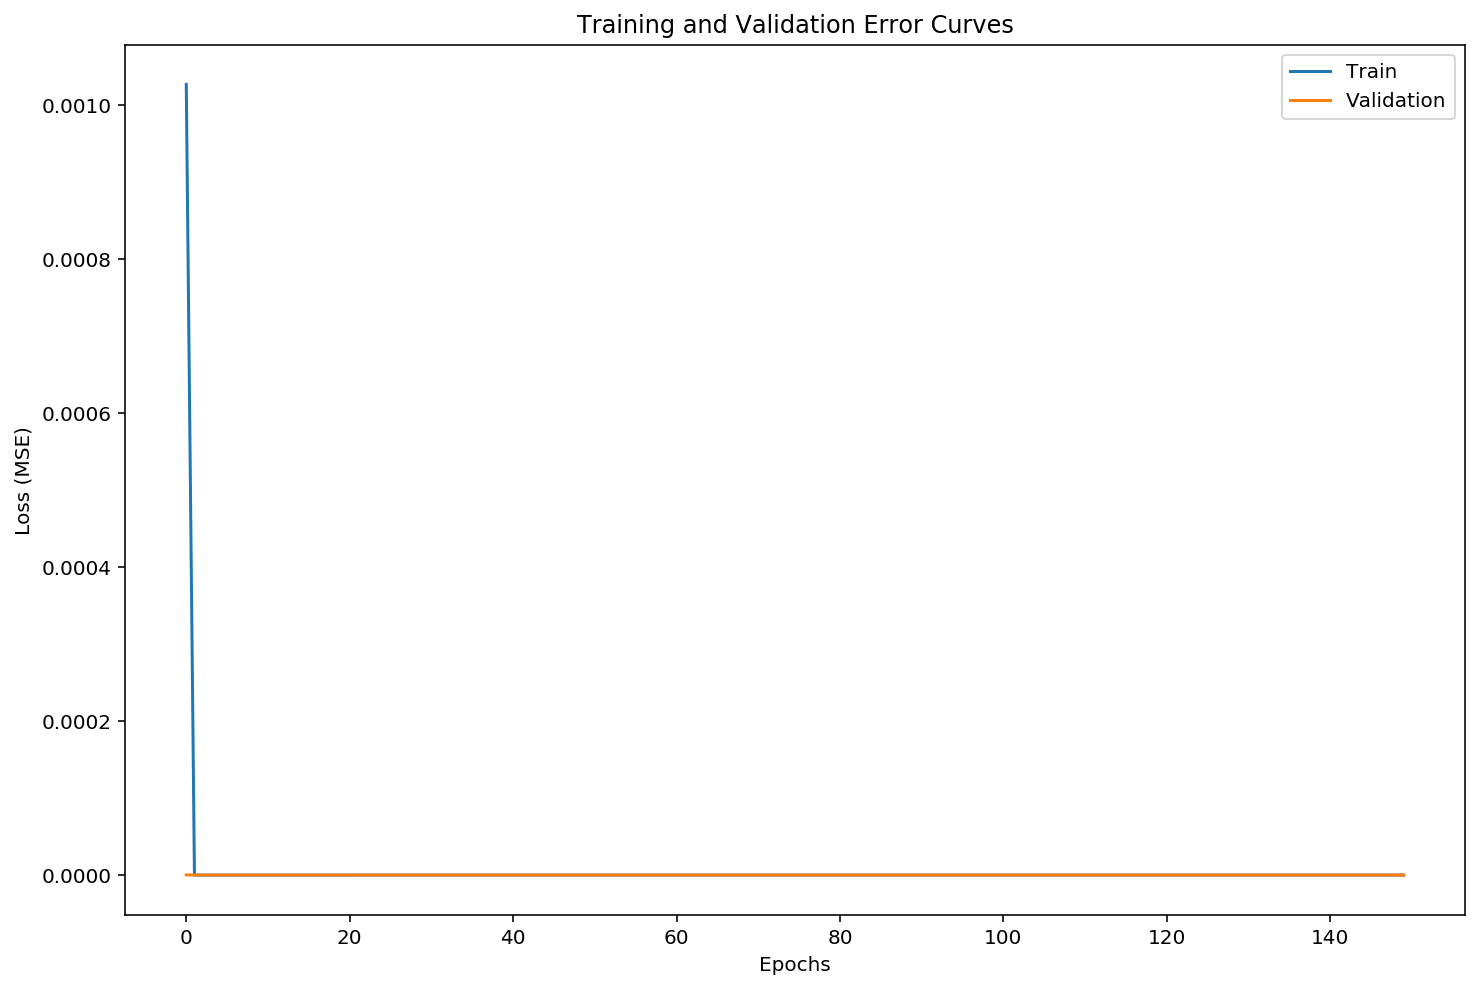 Training and Validation Error Curves
Train
Validation
0.0010
0.0008
0.0006
0.0004
0.0002
0.0000
Loss (MSE)
0 20 40 60 80 100 120 140
Epochs